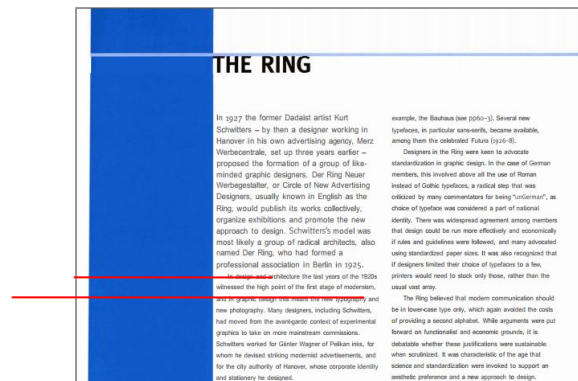 THE RING
In 1927 the former Dadaist artist Kurt
Schwitters – by then a designer working in
Hanover in his own advertising agency, Merz
Werbecentrale, set up three years earlier –
proposed the formation of a group of like-
minded graphic designers. Der Ring Neuer
Werbegestalter, or Circle of New Advertising
Designers, usually known in English as the
Ring, would publish its works collectively,
organize exhibitions and promote the new
approach to design. Schwitters's model was
most likely a group of radical architects, also
named Der Ring, who had formed a
professional association in Berlin in 1925.
In design and architecture the last years of the 1920s
witnessed the high point of the first stage of modernism,
and in graphic design this meant the new typography and
new photography. Many designers, including Schwitters,
had moved from the avant-garde context of experimental
graphics to take on more mainstream commissions.
Schwitters worked for Günter Wagner of Pelikan inks, for
whom he devised striking modernist advertisements, and
for the city authority of Hanover, whose corporate identity
and stationery he designed.
example, the Bauhaus (see pp60–3). Several new
typefaces, in particular sans-serifs, became available,
among them the celebrated Futura (1926–8).
Designers in the Ring were keen to advocate
standardization in graphic design. In the case of German
members, this involved above all the use of Roman
instead of Gothic typefaces, a radical step that was
criticized by many commentators for being "unGerman", as
choice of typeface was considered a part of national
identity. There was widespread agreement among members
that design could be run more effectively and economically
if rules and guidelines were followed, and many advocated
using standardized paper sizes. It was also recognized that
if designers limited their choice of typefaces to a few,
printers would need to stock only those, rather than the
usual vast array.
The Ring believed that modern communication should
be in lower-case type only, which again avoided the costs
of providing a second alphabet. While arguments were put
forward on functionalist and economic grounds, it is
debatable whether these justifications were sustainable
when scrutinized. It was characteristic of the age that
science and standardization were invoked to support an
aesthetic preference and a new approach to design.